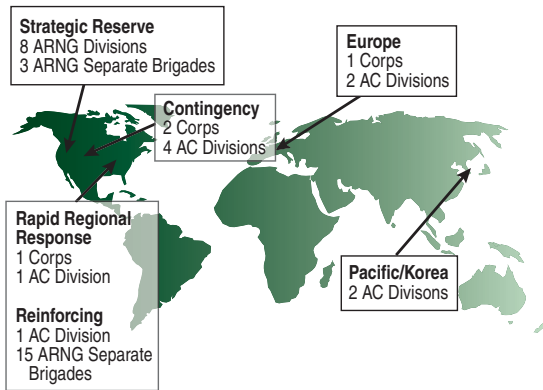 Strategic Reserve
8 ARNG Divisions
3 ARNG Separate Brigades
Europe
1 Corps
2 AC Divisions
Contingency
2 Corps
4 AC Divisions
Rapid Regional
Response
1 Corps
1 AC Division
Reinforcing
1 AC Division
15 ARNG Separate
Brigades
Pacific/Korea
2 AC Divisons